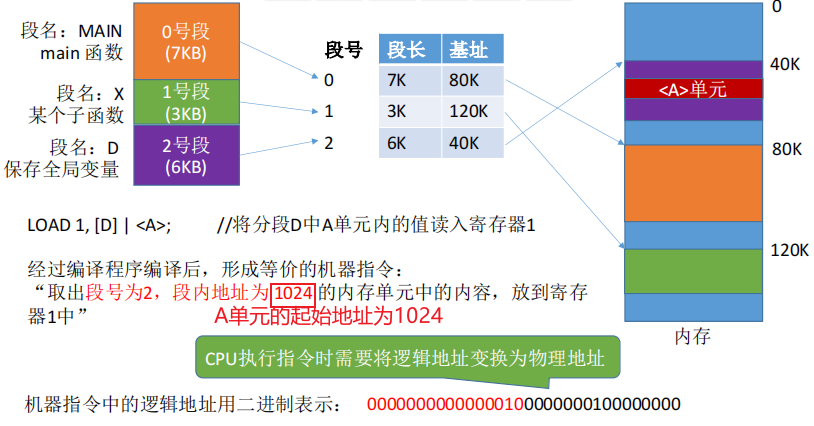 段名：MAIN
main 函数
0号段
(7KB)
段名：X
某个子函数
1号段
(3KB)
段名：D
保存全局变量
2号段
(6KB)
段号 段长 基址
0 7K 80K
1 3K 120K
2 6K 40K
0
40K
<A>单元
80K
120K
内存
LOAD 1, [D] | <A>; //将分段D中A单元内的值读入寄存器1
经过编译程序编译后，形成等价的机器指令：
“取出段号为2，段内地址为 1024 的内存单元中的内容，放到寄存
器1中”
A单元的起始地址为1024
CPU执行指令时需要将逻辑地址变换为物理地址
机器指令中的逻辑地址用二进制表示： 00000000000000100000000100000000